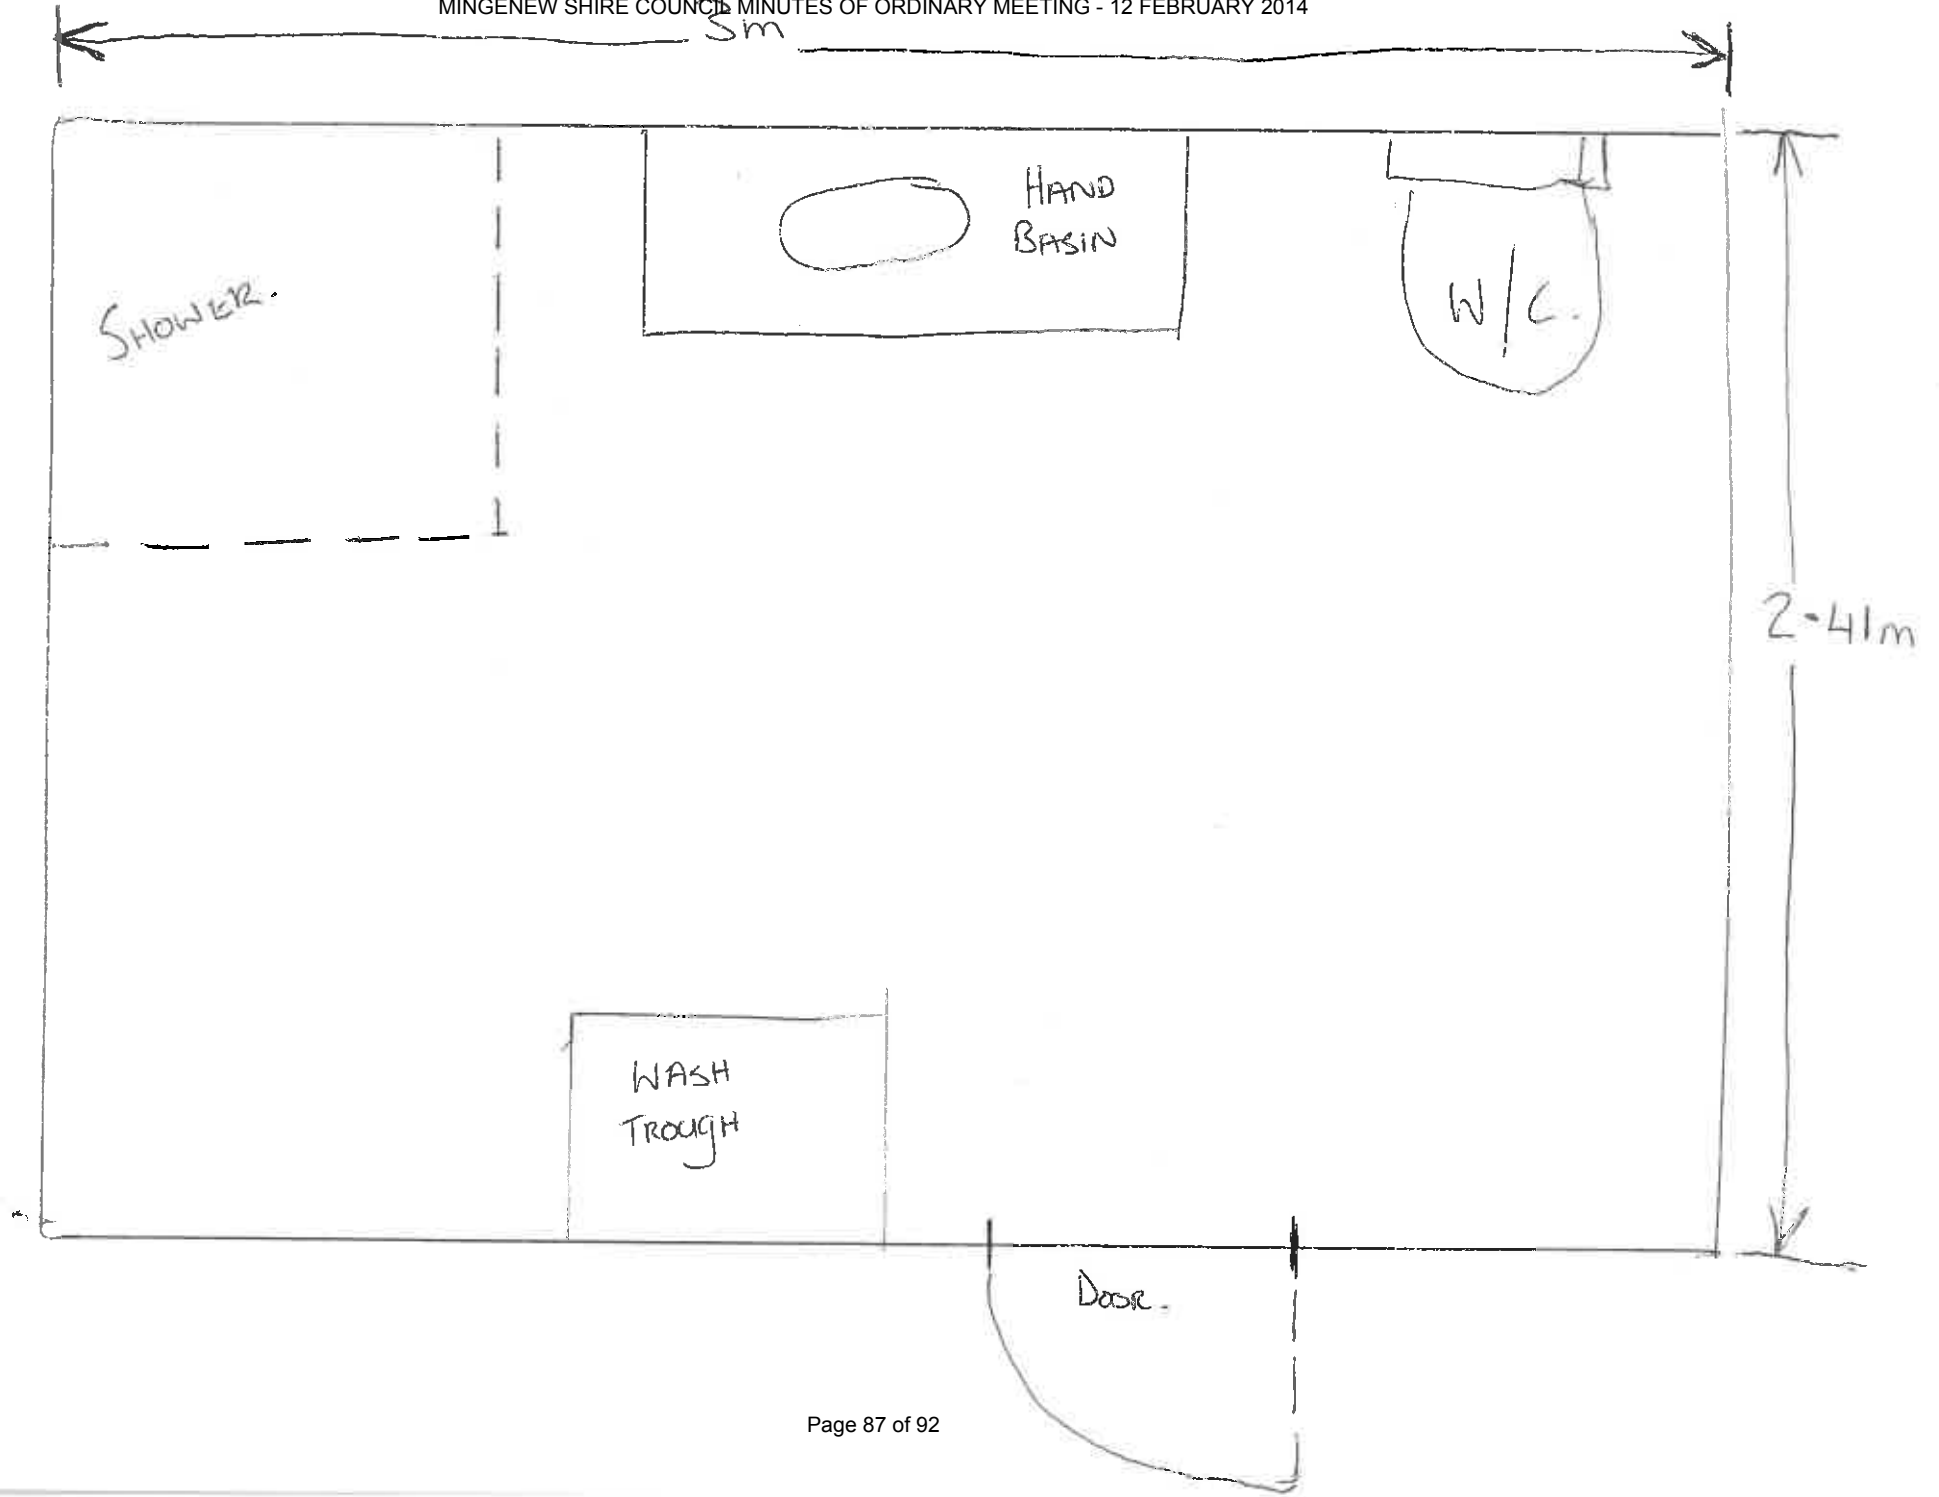 MINGENEW SHIRE COUNCIL MINUTES OF ORDINARY MEETING - 12 FEBRUARY 2014
HAND
BASIN
SHOWER.
W/C.
2.41m
WASH
TROUGH
DOOR.
Page 87 of 92